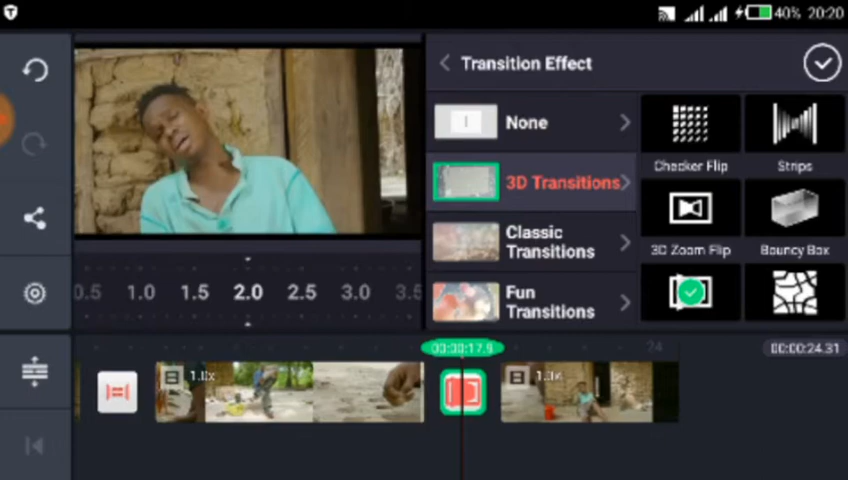 40% 20:20
Transition Effect
None
3D Transitions
Classic
Transitions
Fun
Transitions
Checker Flip
Strips
3D Zoom Flip
Bouncy Box
0.5 1.0 1.5 2.0 2.5 3.0 3.5
00:00:17.9
24
00:00:24.31
1.0x
1.0x